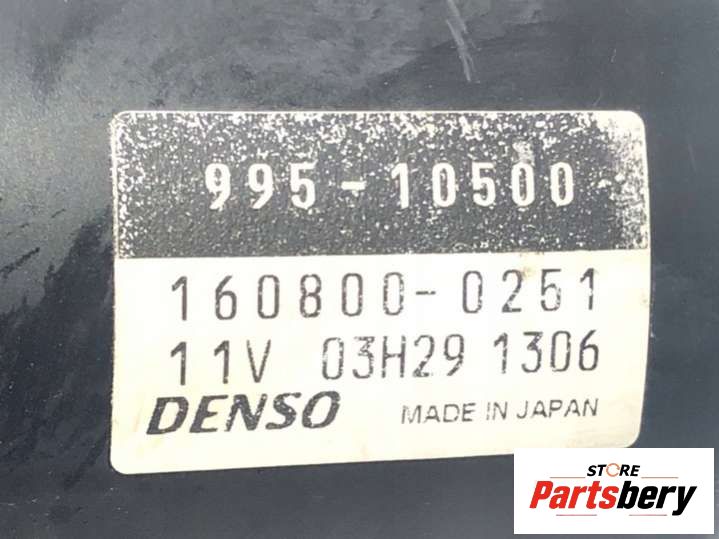 995-10500
160800-0251
11V 03H29 1306
DENSO MADE IN JAPAN
STORE
Partsbery